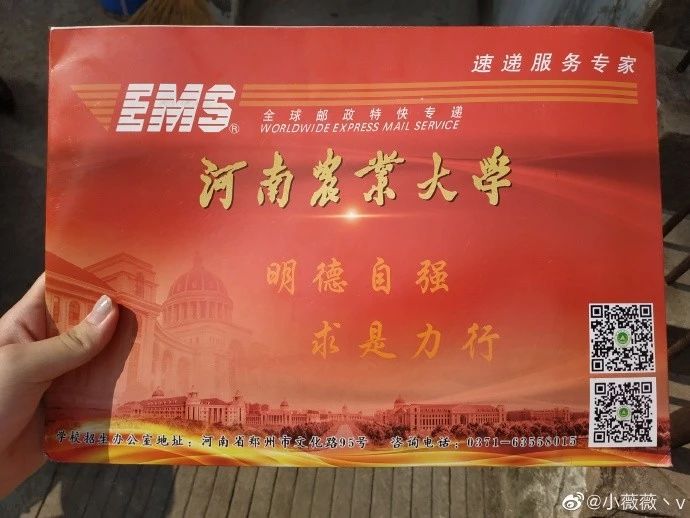 速递服务专家
EMS®
全球邮政特快专递
WORLDWIDE EXPRESS MAIL SERVICE
河南农业大学
明德自强
求是力行
学校招生办公室地址：河南省郑州市文化路95号 咨询电话：0371-63558015
@小薇薇丶v